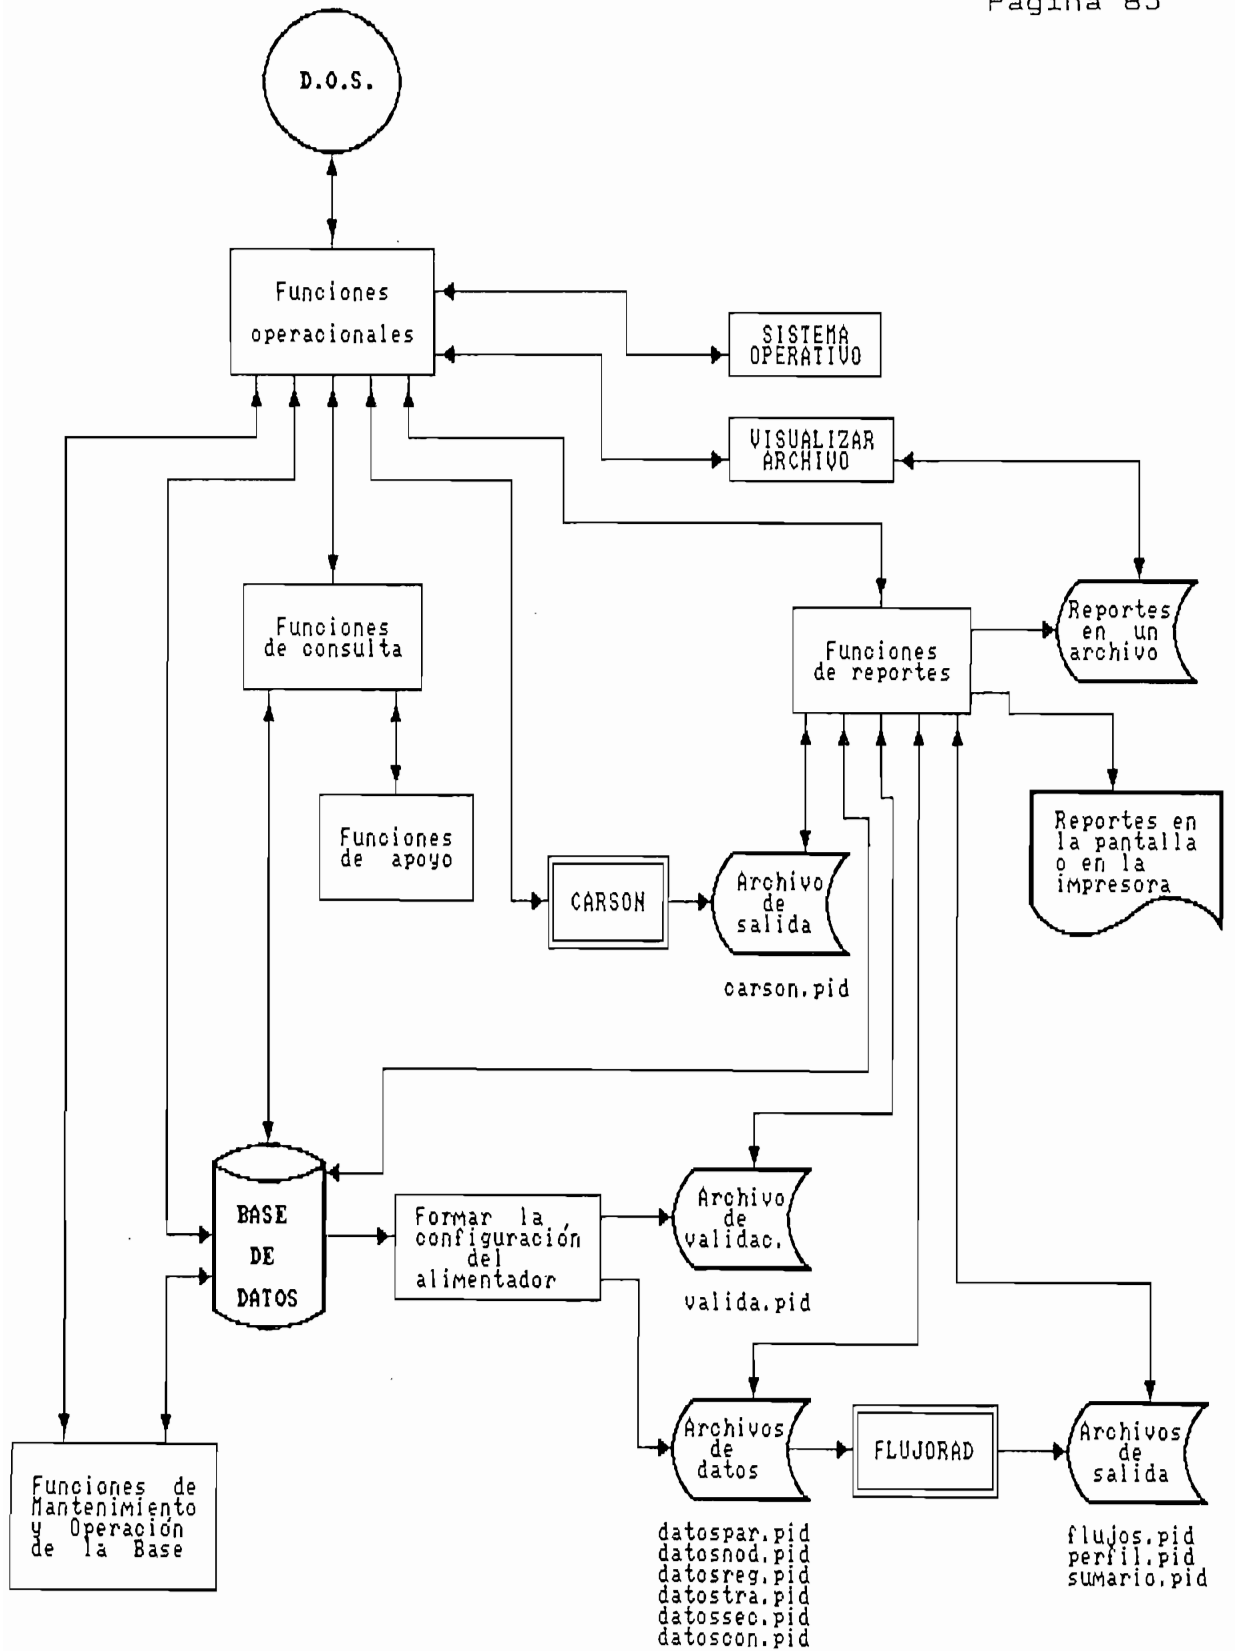 Página 85
D.O.S.
Funciones
operacionales
SISTEMA
OPERATIVO
VISUALIZAR
ARCHIVO
Funciones
de consulta
Funciones
de reportes
Reportes
en un
archivo
Funciones
de apoyo
CARSON
Archivo
de
salida
carson.pid
Reportes en
la pantalla
o en la
impresora
BASE
DE
DATOS
Formar la
configuración
del
alimentador
Archivo
de
validac.
valida.pid
Funciones de
Mantenimiento
y Operación
de la Base
Archivos
de
datos
FLUJORAD
Archivos
de
salida
datospar.pid
datosnod.pid
datosreg.pid
datostra.pid
datossec.pid
datoscon.pid
flujos.pid
perfil.pid
sumario.pid